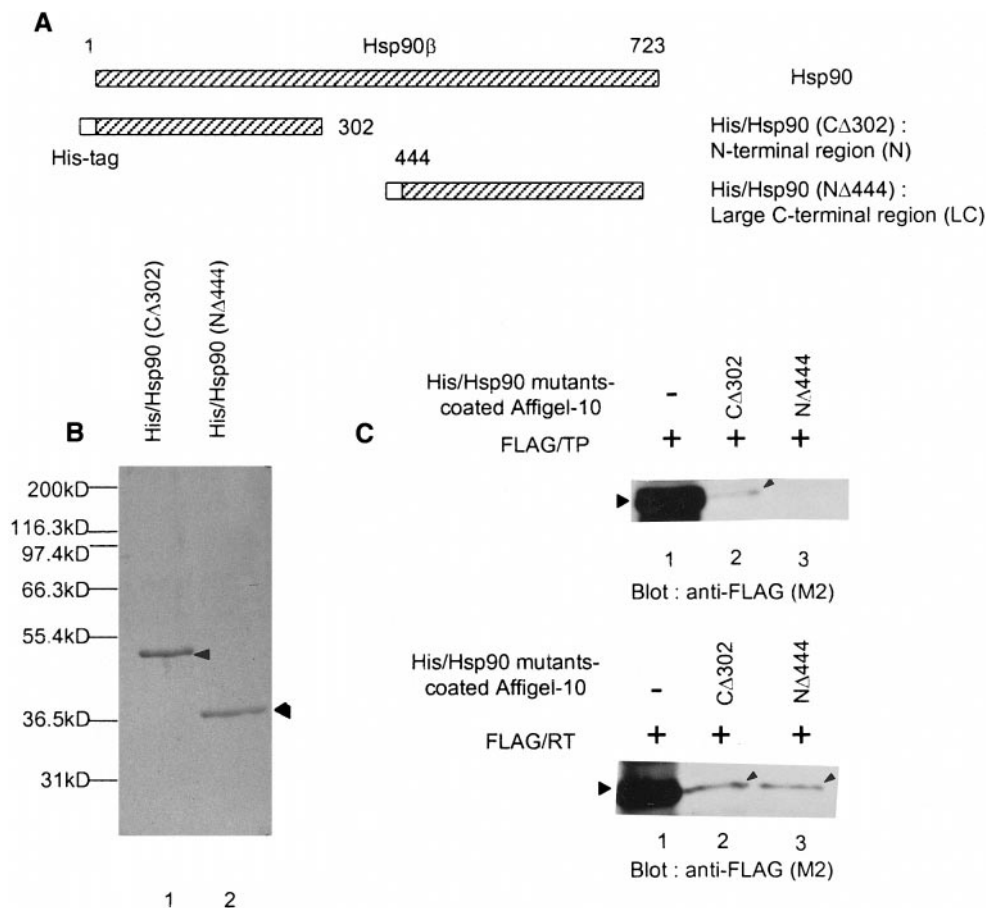 A
1 Hsp90β 723
Hsp90
302
His/Hsp90 (CΔ302) :
N-terminal region (N)
His-tag
444
His/Hsp90 (NΔ444) :
Large C-terminal region (LC)
B
His/Hsp90 (CΔ302)
His/Hsp90 (NΔ444)
200kD
116.3kD
97.4kD
66.3kD
55.4kD
36.5kD
31kD
1 2
C
His/Hsp90 mutants-
coated Affigel-10
- CΔ302 NΔ444
FLAG/TP + + +
1 2 3
Blot : anti-FLAG (M2)
His/Hsp90 mutants-
coated Affigel-10
- CΔ302 NΔ444
FLAG/RT + + +
1 2 3
Blot : anti-FLAG (M2)